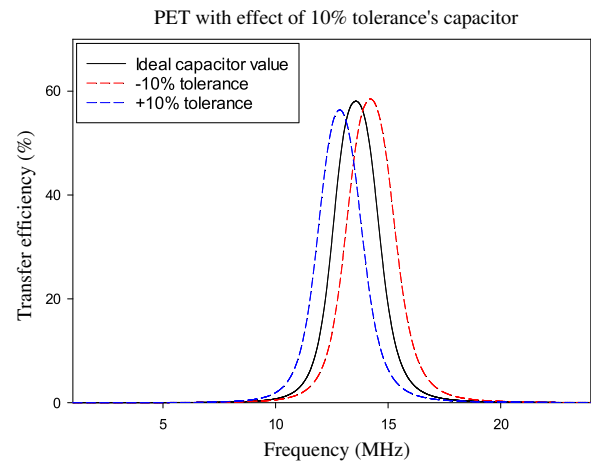 PET with effect of 10% tolerance's capacitor
Ideal capacitor value
-10% tolerance
+10% tolerance
Transfer efficiency (%)
60
40
20
0
5 10 15 20
Frequency (MHz)